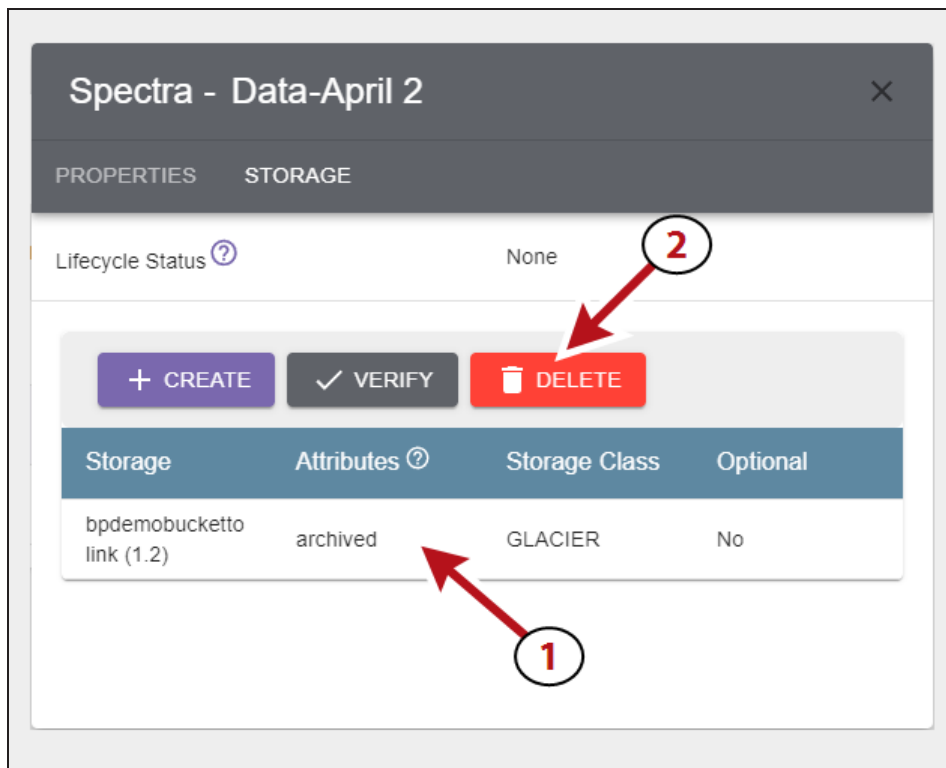 Spectra - Data-April 2
PROPERTIES STORAGE
Lifecycle Status None
2
CREATE VERIFY DELETE
Storage Attributes Storage Class Optional
bpdemobucketto
link (1.2) archived GLACIER No
1